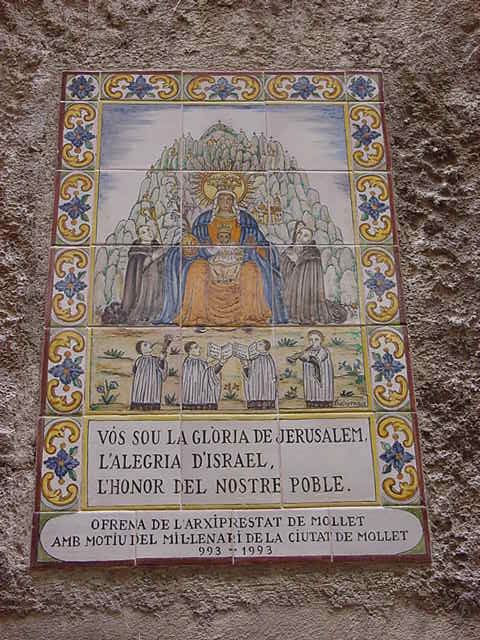 VÓS SOU LA GLÒRIA DE JERUSALEM,
L'ALEGRIA D'ISRAEL,
L'HONOR DEL NOSTRE POBLE.
OFRENA DE L'ARXIPRESTAT DE MOLLET
AMB MOTIU DEL MIL·LENARI DE LA CIUTAT DE MOLLET
993 - 1993